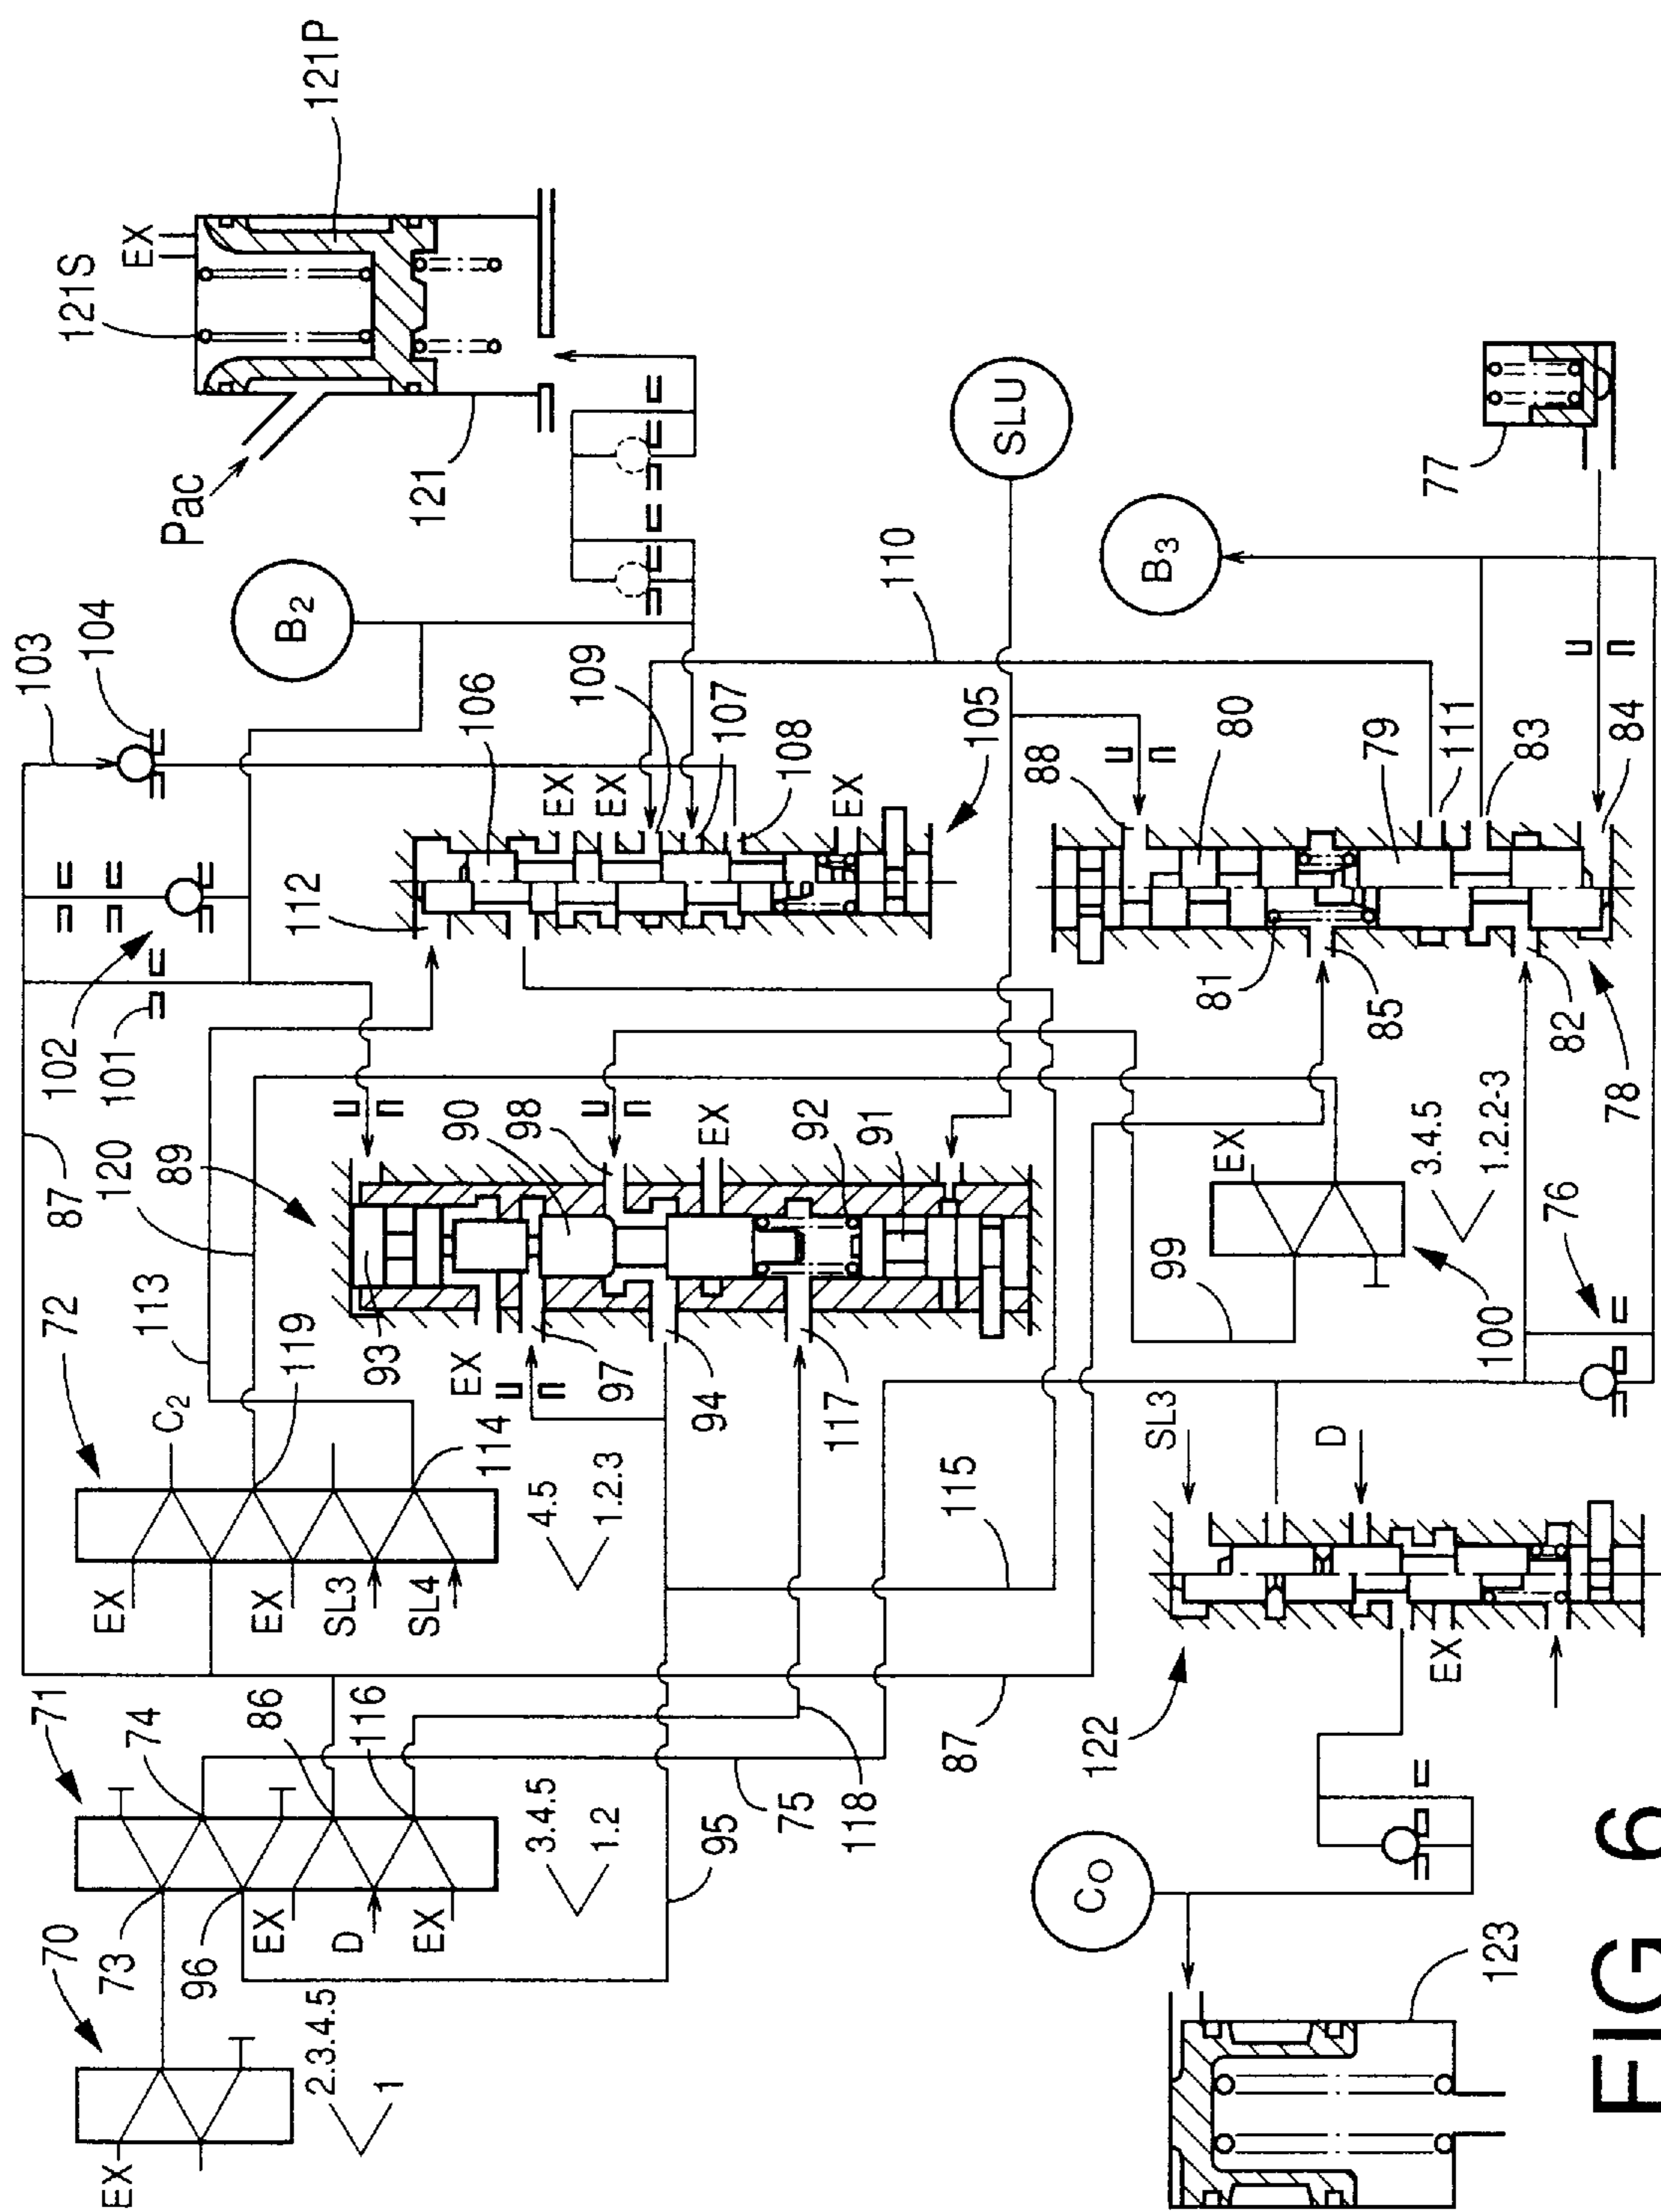 EX
70
2.3.4.5
1
71
73
74
96
EX
D
EX
86
116
3.4.5
1.2
95
75
118
87
72
C2
EX
EX
SL3
SL4
119
114
4.5
1.2.3
113
120
87
89
93
EX
97
94
117
115
90
98
EX
92
91
102
101
103
104
112
106
EX
EX
109
107
108
EX
105
B2
Pac
121
121S
EX
121P
SLU
110
B3
77
88
80
79
111
83
84
81
85
82
78
99
EX
100
3.4.5
1.2.2-3
76
SL3
D
EX
122
C0
123
FIG 6